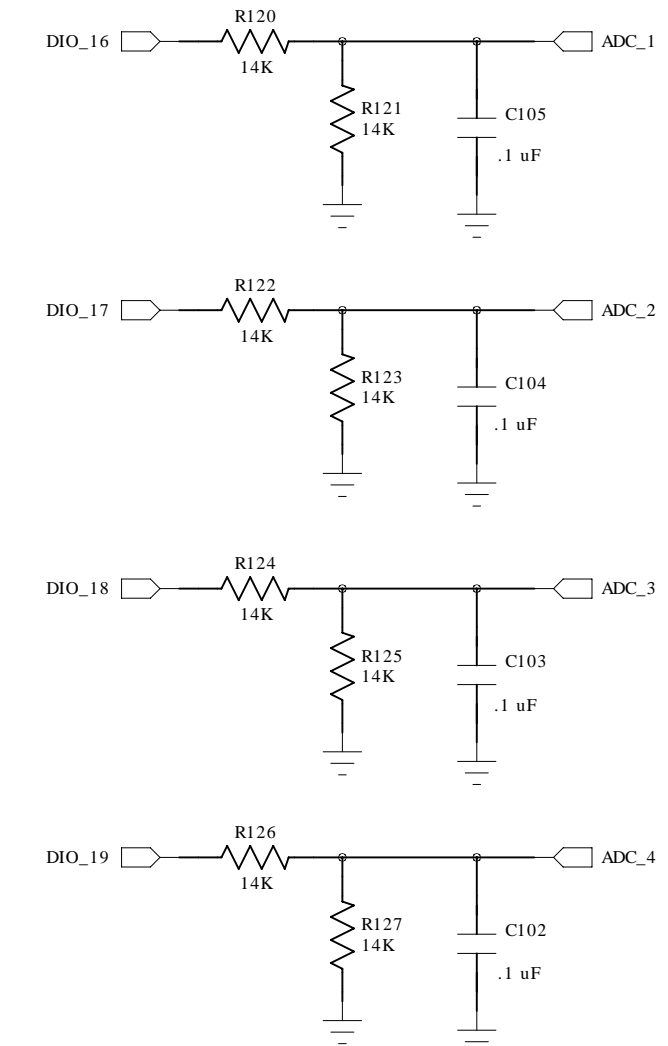 R120
DIO_16
ADC_1
14K
R121
14K
C105
.1 uF
R122
DIO_17
ADC_2
14K
R123
14K
C104
.1 uF
R124
DIO_18
ADC_3
14K
R125
14K
C103
.1 uF
R126
DIO_19
ADC_4
14K
R127
14K
C102
.1 uF